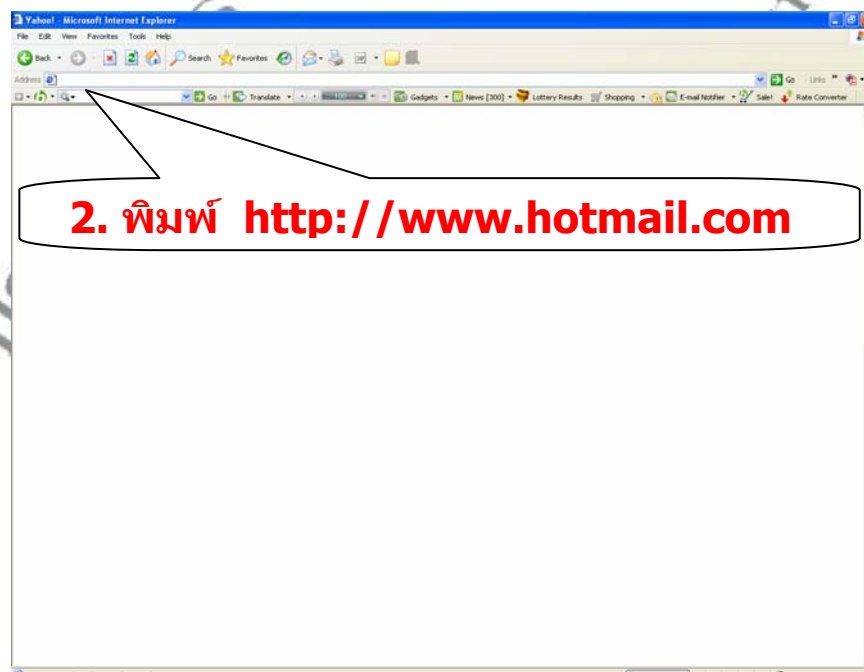 Yahoo! - Microsoft Internet Explorer
File Edit View Favorites Tools Help
Back Search Favorites
Address Go Links »
Go Translate Gadgets News [300] Lottery Results Shopping E-mail Notifier Sale! Rate Converter
2. พิมพ์ http://www.hotmail.com